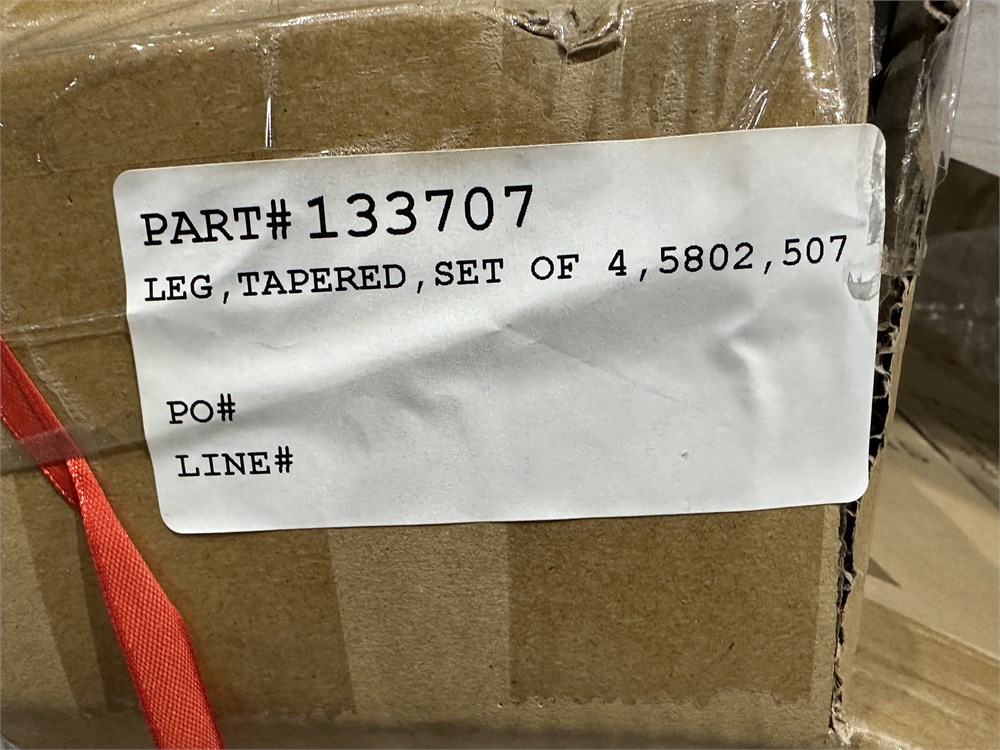 PART# 133707
LEG,TAPERED,SET OF 4,5802,507
PO#
LINE#